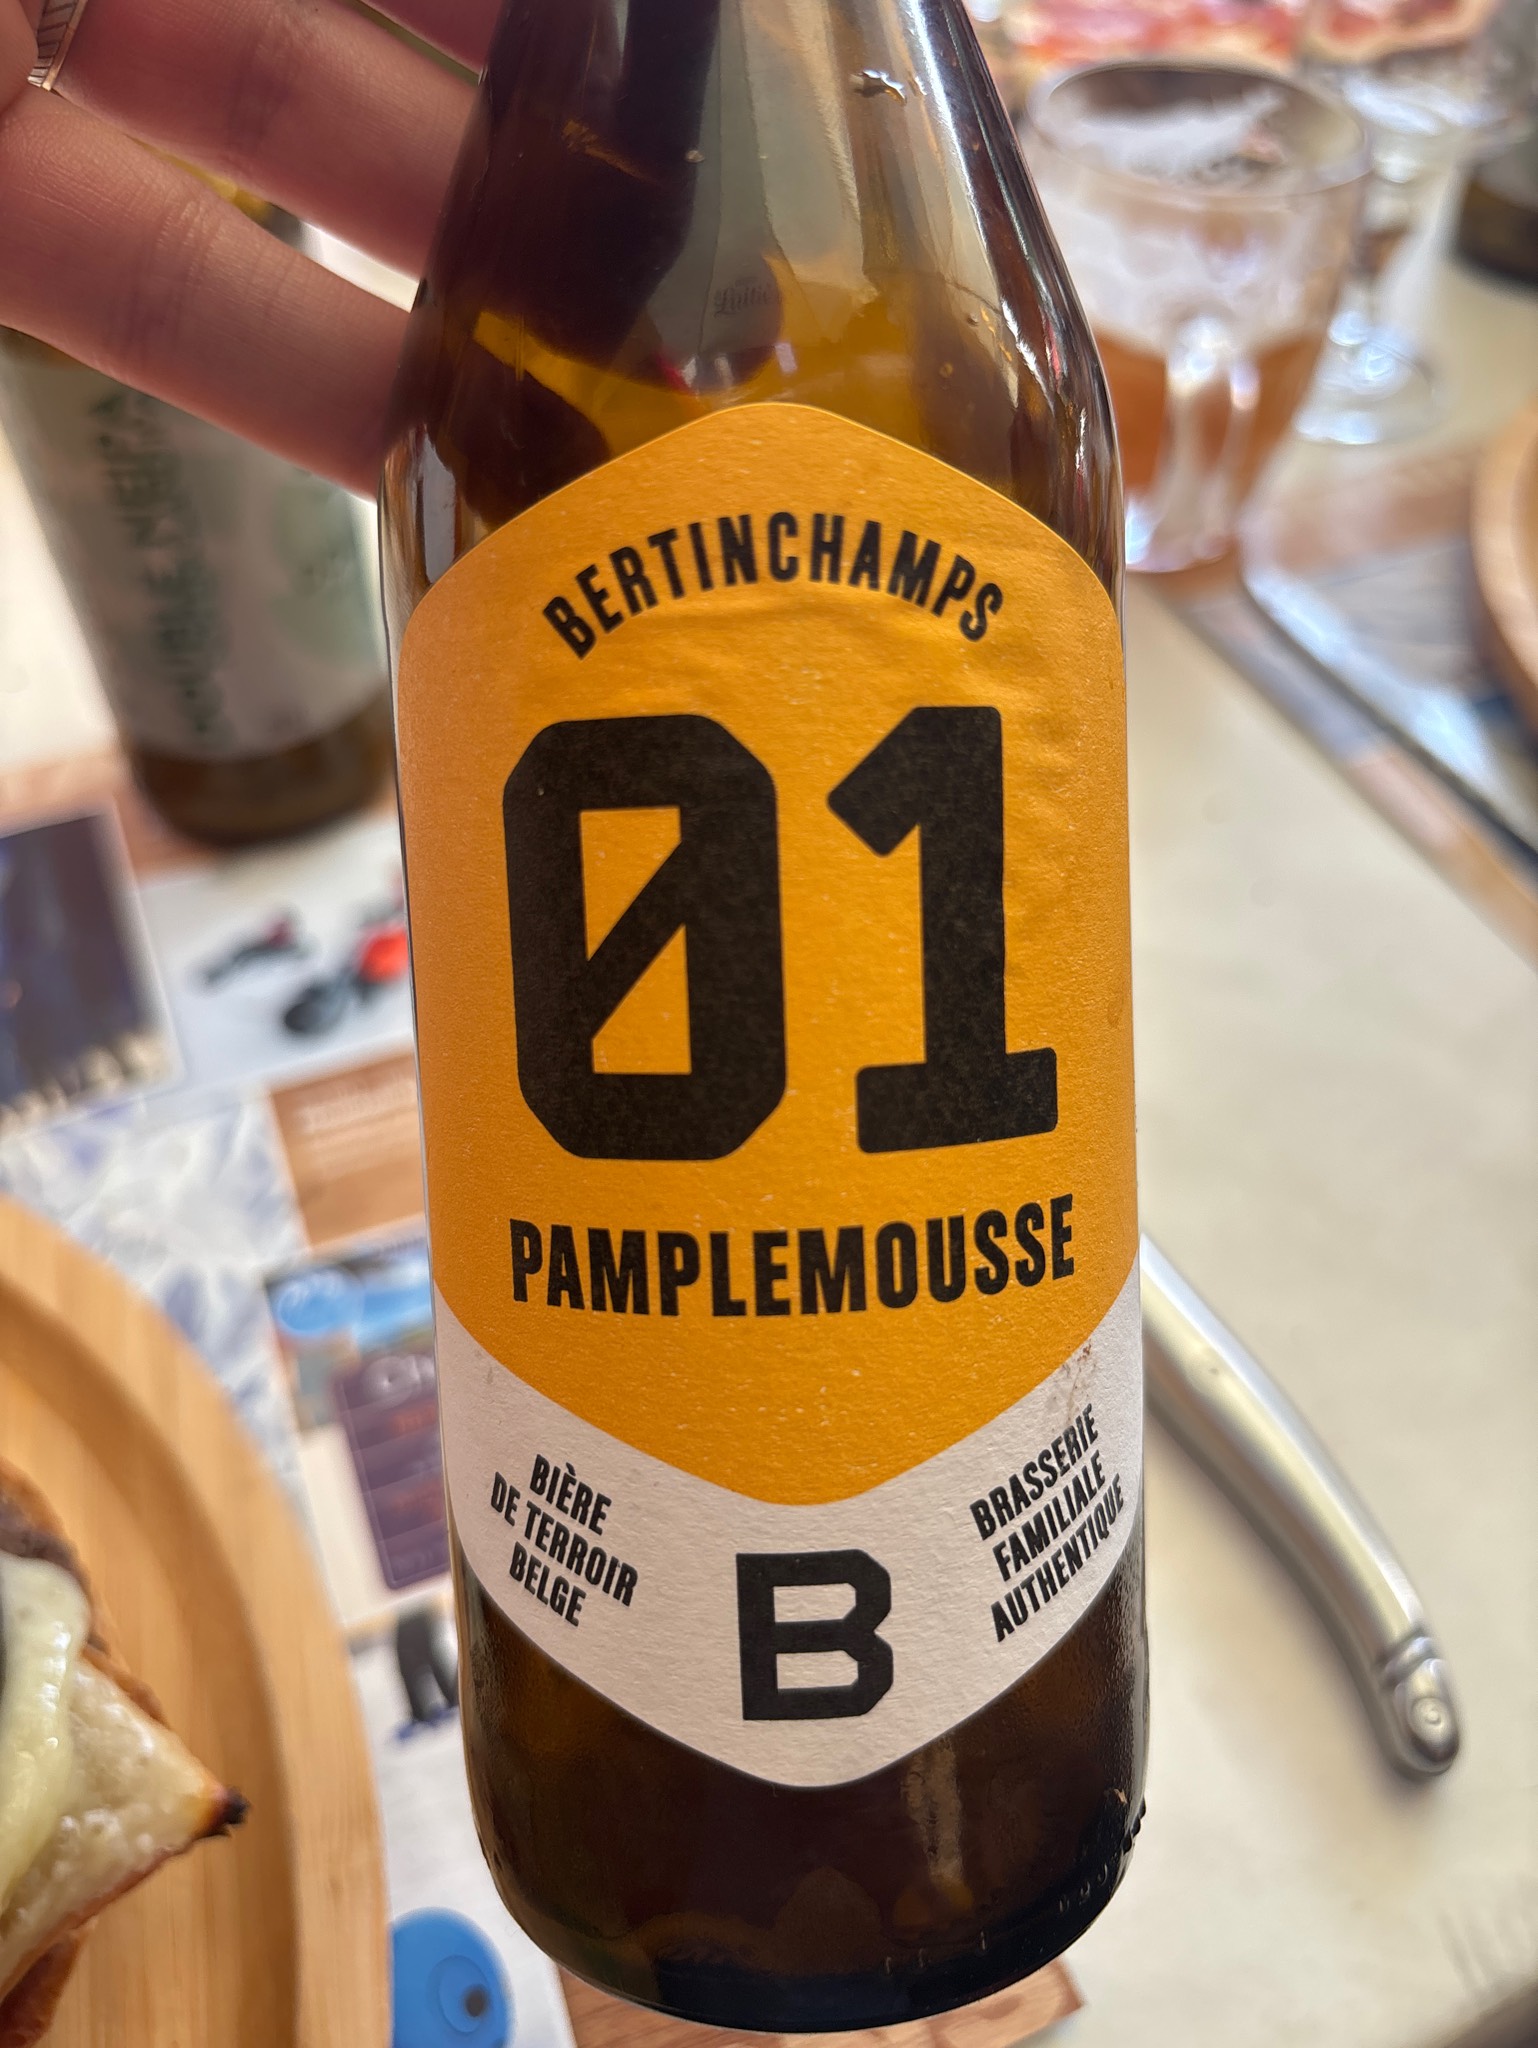 BERTINCHAMPS
01
PAMPLEMOUSSE
BIÈRE
DE TERROIR
BELGE
B
BRASSERIE
FAMILIALE
AUTHENTIQUE